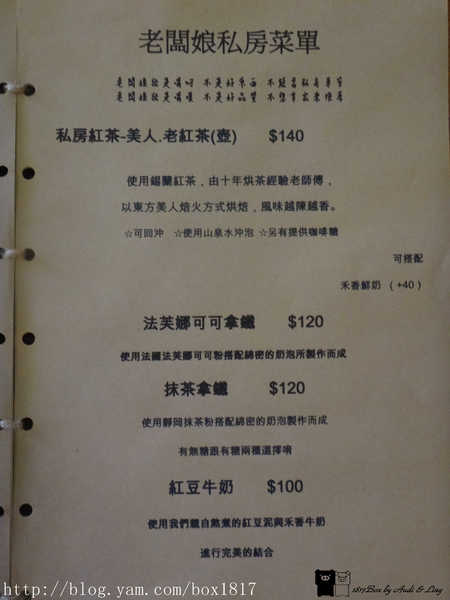 老闆娘私房菜單
私房紅茶-美人.老紅茶(壺) $140
使用錫蘭紅茶，由十年烘茶經驗老師傅，
以東方美人焙火方式烘焙，風味越陳越香。
☆可回沖 ☆使用山泉水沖泡 ☆另有提供咖啡糖
可搭配
禾香鮮奶 （+40）
法芙娜可可拿鐵 $120
使用法國法芙娜可可粉搭配綿密的奶泡所製作而成
抹茶拿鐵 $120
使用靜岡抹茶粉搭配綿密的奶泡製作而成
有無糖跟有糖兩種選擇唷
紅豆牛奶 $100
使用我們親自熬煮的紅豆泥與禾香牛奶
進行完美的結合
http://blog.yam.com/box1817
1817Box by Audi & Ling